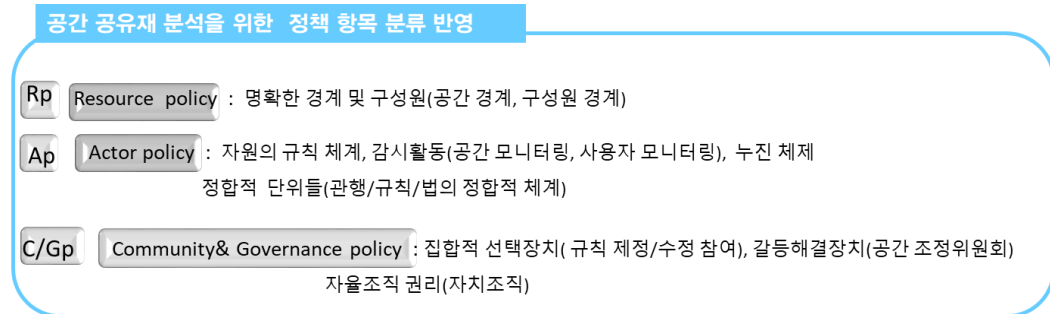 공간 공유재 분석을 위한 정책 항목 분류 반영
Rp Resource policy : 명확한 경계 및 구성원(공간 경계, 구성원 경계)
Ap Actor policy : 자원의 규칙 체계, 감시활동(공간 모니터링, 사용자 모니터링), 누진 체제
정합적 단위들(관행/규칙/법의 정합적 체계)
C/Gp Community& Governance policy : 집합적 선택장치( 규칙 제정/수정 참여), 갈등해결장치(공간 조정위원회)
자율조직 권리(자치조직)